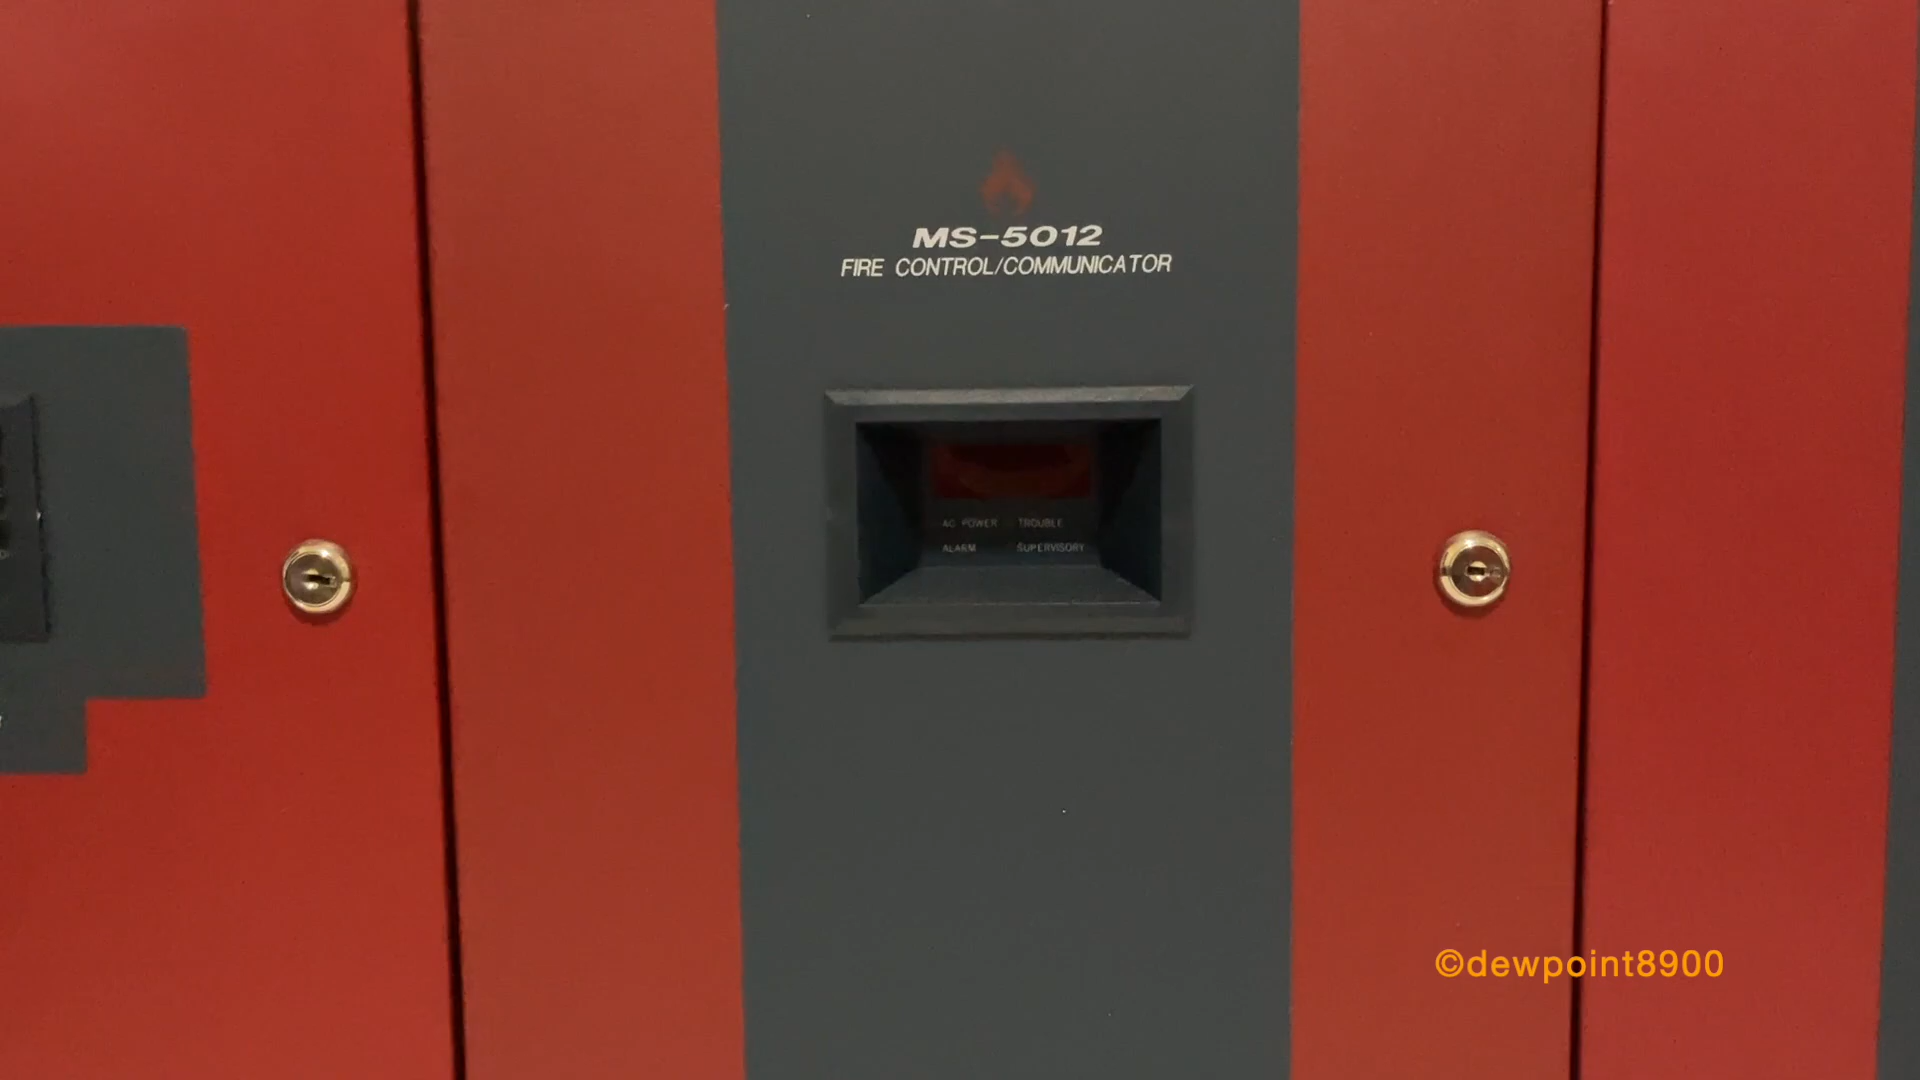 MS-5012
FIRE CONTROL/COMMUNICATOR
AC POWER TROUBLE
ALARM SUPERVISORY
©dewpoint8900